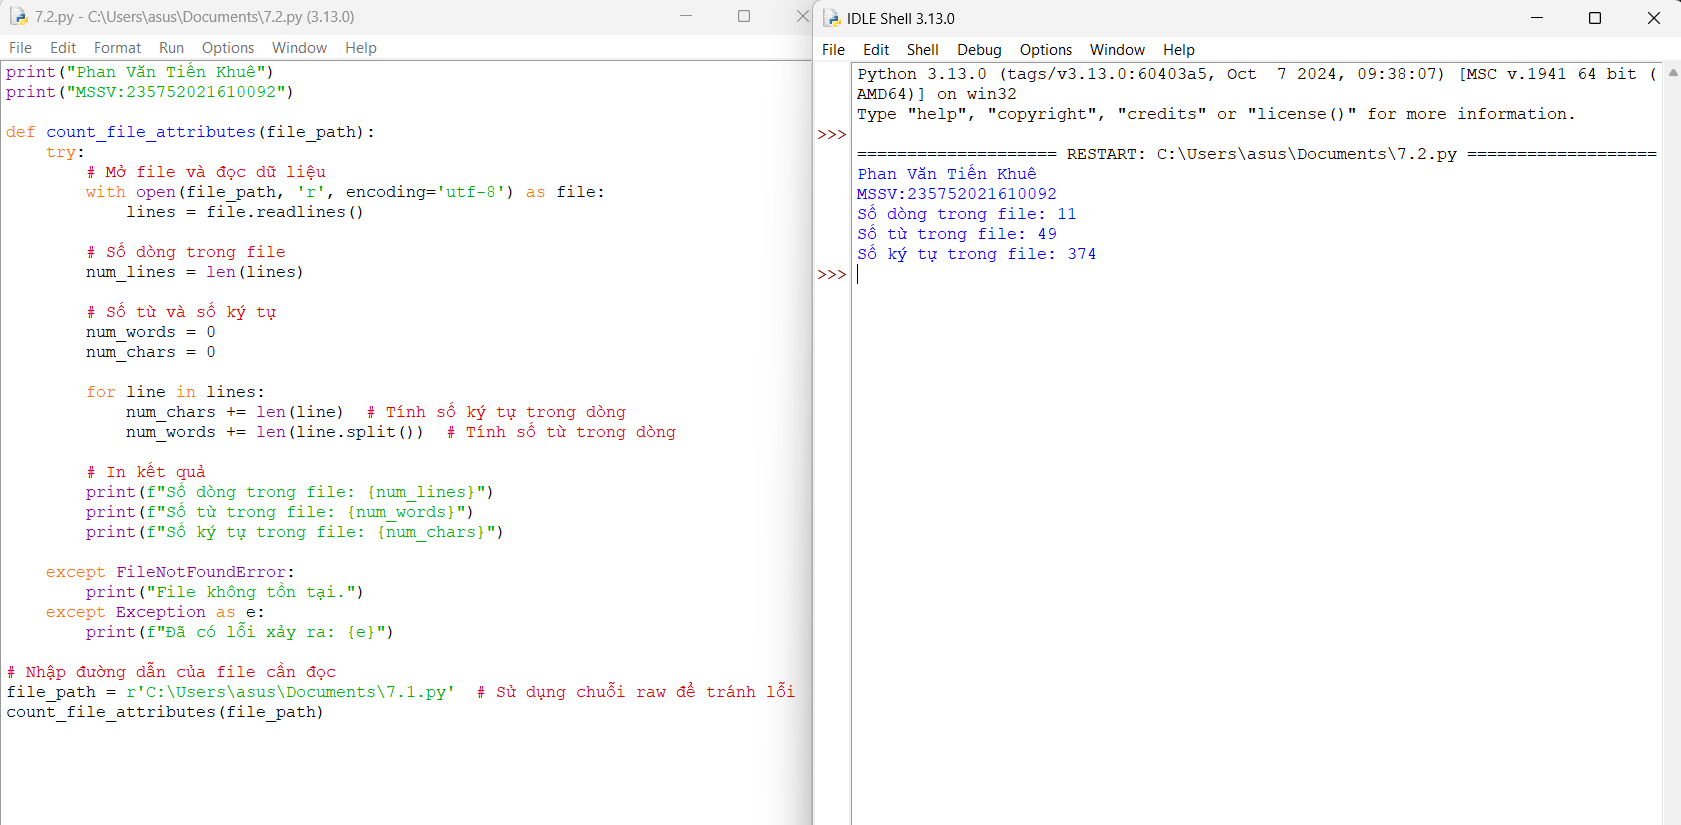 7.2.py - C:\Users\asus\Documents\7.2.py (3.13.0)
File Edit Format Run Options Window Help
print("Phan Văn Tiến Khuê")
print("MSSV:235752021610092")
def count_file_attributes(file_path):
    try:
        # Mở file và đọc dữ liệu
        with open(file_path, 'r', encoding='utf-8') as file:
            lines = file.readlines()
        # Số dòng trong file
        num_lines = len(lines)
        # Số từ và số ký tự
        num_words = 0
        num_chars = 0
        for line in lines:
            num_chars += len(line)  # Tính số ký tự trong dòng
            num_words += len(line.split())  # Tính số từ trong dòng
        # In kết quả
        print(f"Số dòng trong file: {num_lines}")
        print(f"Số từ trong file: {num_words}")
        print(f"Số ký tự trong file: {num_chars}")
    except FileNotFoundError:
        print("File không tồn tại.")
    except Exception as e:
        print(f"Đã có lỗi xảy ra: {e}")
# Nhập đường dẫn của file cần đọc
file_path = r'C:\Users\asus\Documents\7.1.py'  # Sử dụng chuỗi raw để tránh lỗi
count_file_attributes(file_path)
IDLE Shell 3.13.0
File Edit Shell Debug Options Window Help
Python 3.13.0 (tags/v3.13.0:60403a5, Oct  7 2024, 09:38:07) [MSC v.1941 64 bit (
AMD64)] on win32
Type "help", "copyright", "credits" or "license()" for more information.
>>>
==================== RESTART: C:\Users\asus\Documents\7.2.py ===================
Phan Văn Tiến Khuê
MSSV:235752021610092
Số dòng trong file: 11
Số từ trong file: 49
Số ký tự trong file: 374
>>>